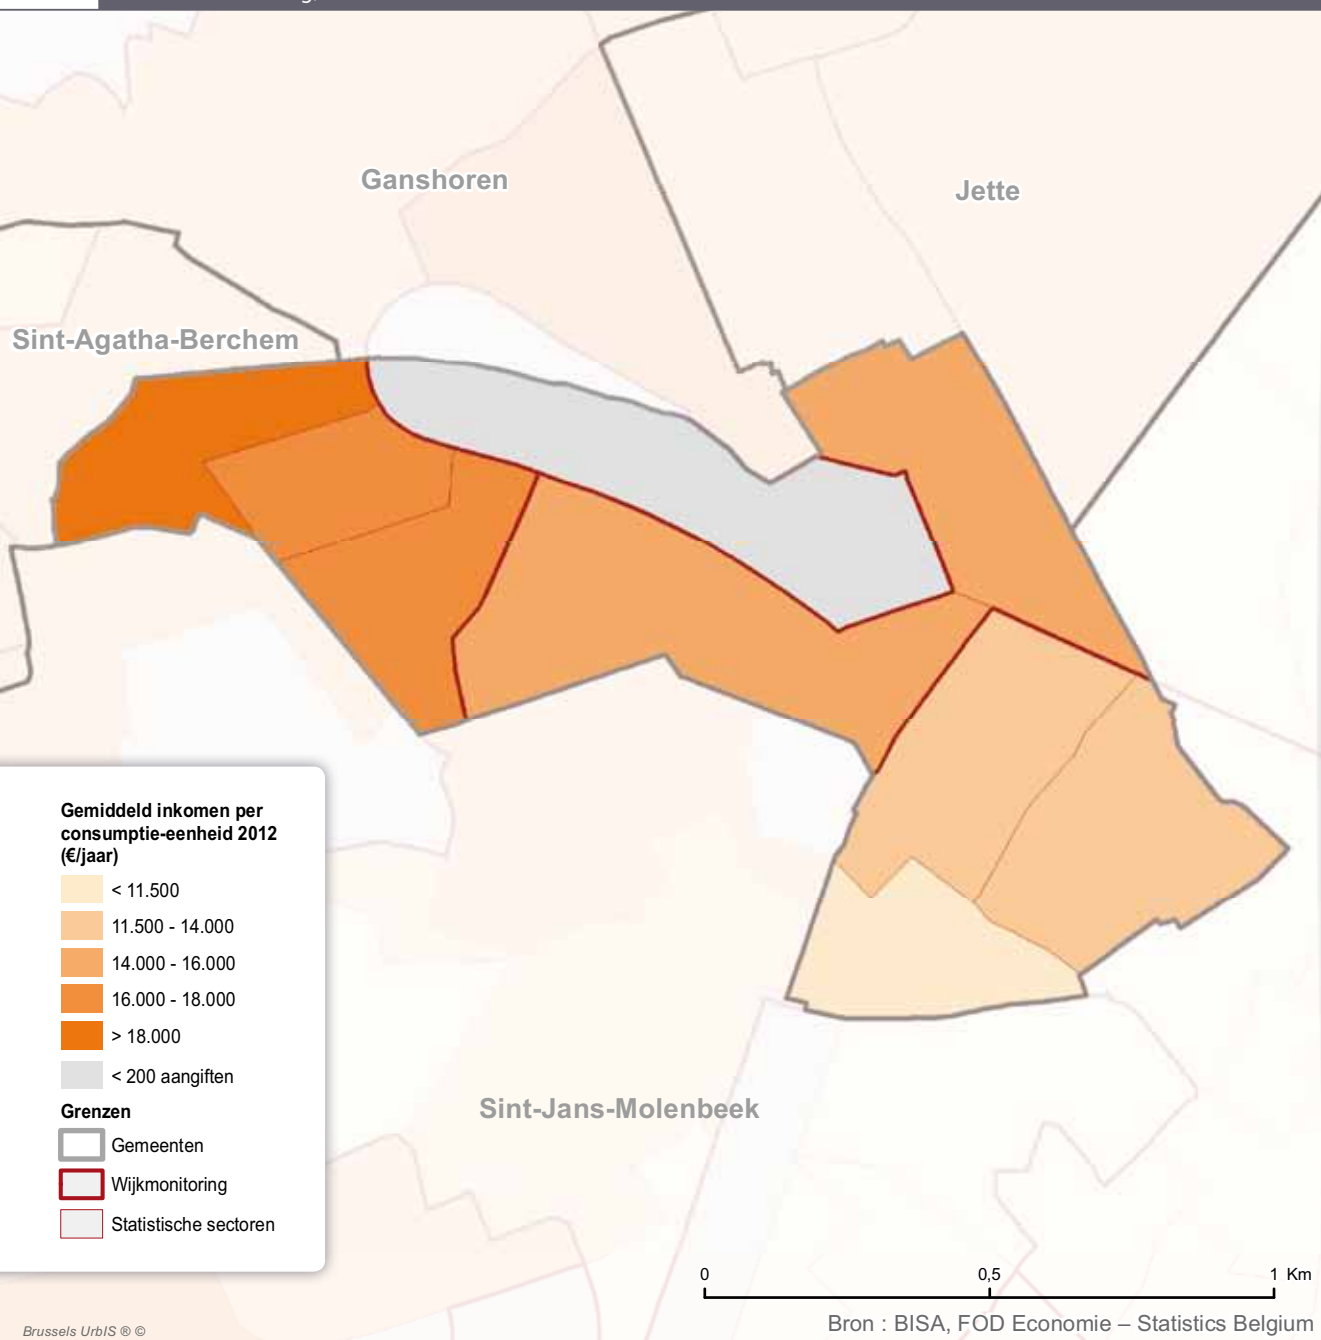 Ganshoren
Jette
Sint-Agatha-Berchem
Gemiddeld inkomen per
consumptie-eenheid 2012
(€/jaar)
< 11.500
11.500 - 14.000
14.000 - 16.000
16.000 - 18.000
> 18.000
< 200 aangiften
Grenzen
Gemeenten
Wijkmonitoring
Statistische sectoren
Sint-Jans-Molenbeek
0 0,5 1 Km
Bron : BISA, FOD Economie – Statistics Belgium
Brussels UrbIS ® ©